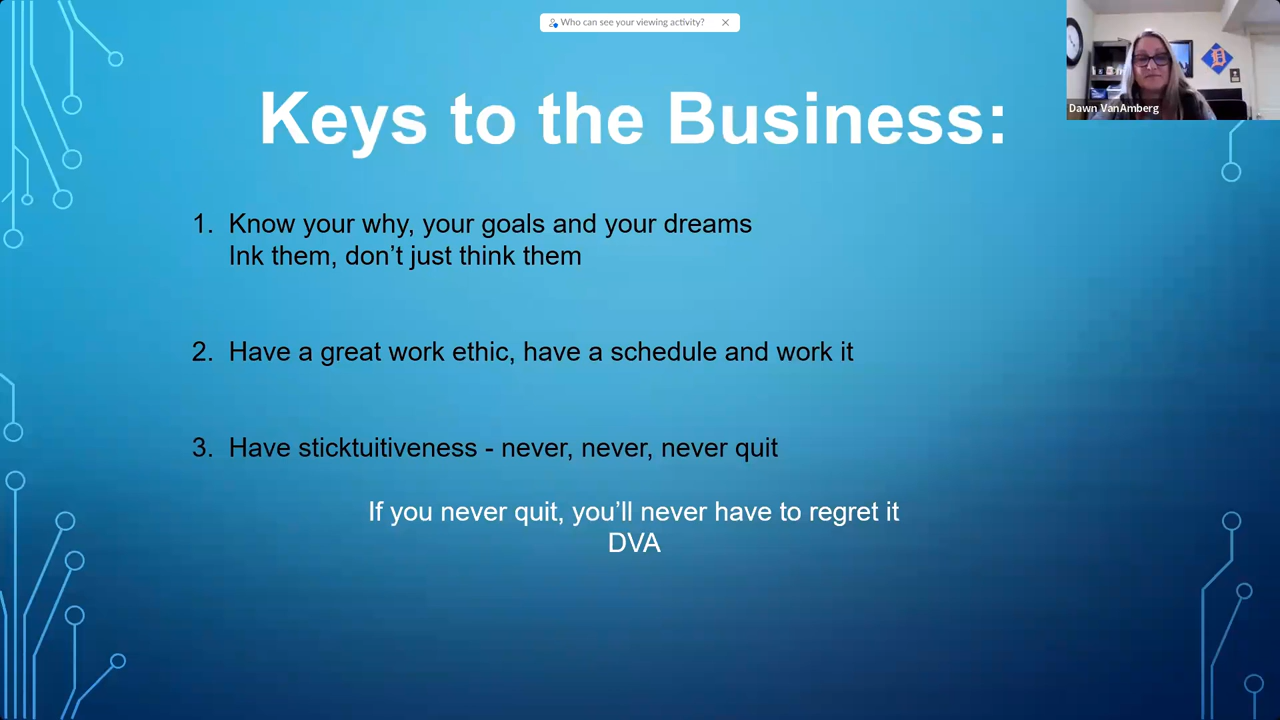 Who can see your viewing activity?
Dawn VanAmberg
Keys to the Business:
1. Know your why, your goals and your dreams
Ink them, don’t just think them
2. Have a great work ethic, have a schedule and work it
3. Have sticktuitiveness - never, never, never quit
If you never quit, you’ll never have to regret it
DVA